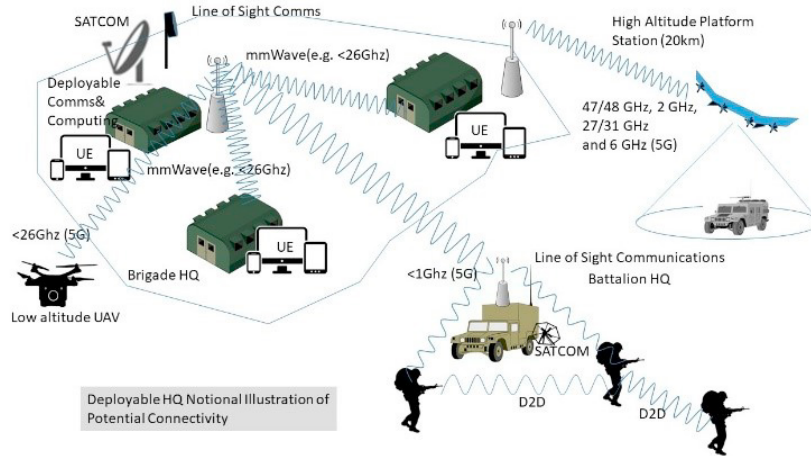 Line of Sight Comms
SATCOM
High Altitude Platform
Station (20km)
mmWave(e.g. <26Ghz)
Deployable
Comms&
Computing
47/48 GHz, 2 GHz,
27/31 GHz
and 6 GHz (5G)
UE
UE
mmWave(e.g. <26Ghz)
<26Ghz (5G)
UE
Brigade HQ
Low altitude UAV
<1Ghz (5G)
Line of Sight Communications
Battalion HQ
SATCOM
D2D
D2D
Deployable HQ Notional Illustration of
Potential Connectivity